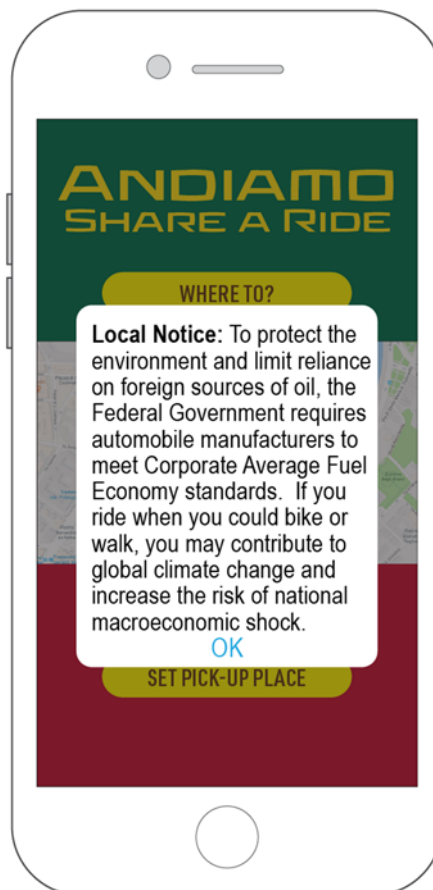 ANDIAMO
SHARE A RIDE
WHERE TO?
Local Notice: To protect the
environment and limit reliance
on foreign sources of oil, the
Federal Government requires
automobile manufacturers to
meet Corporate Average Fuel
Economy standards.  If you
ride when you could bike or
walk, you may contribute to
global climate change and
increase the risk of national
macroeconomic shock.
OK
SET PICK-UP PLACE